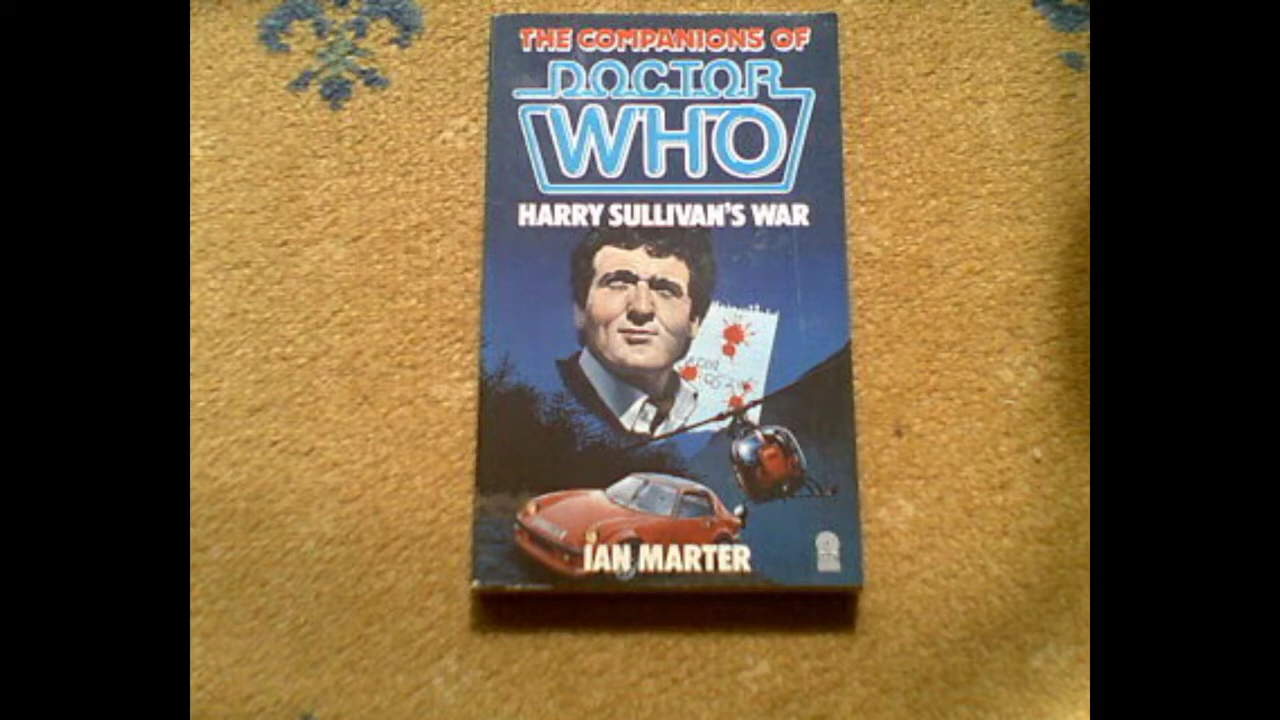 THE COMPANIONS OF
DOCTOR
WHO
HARRY SULLIVAN'S WAR
IAN MARTER